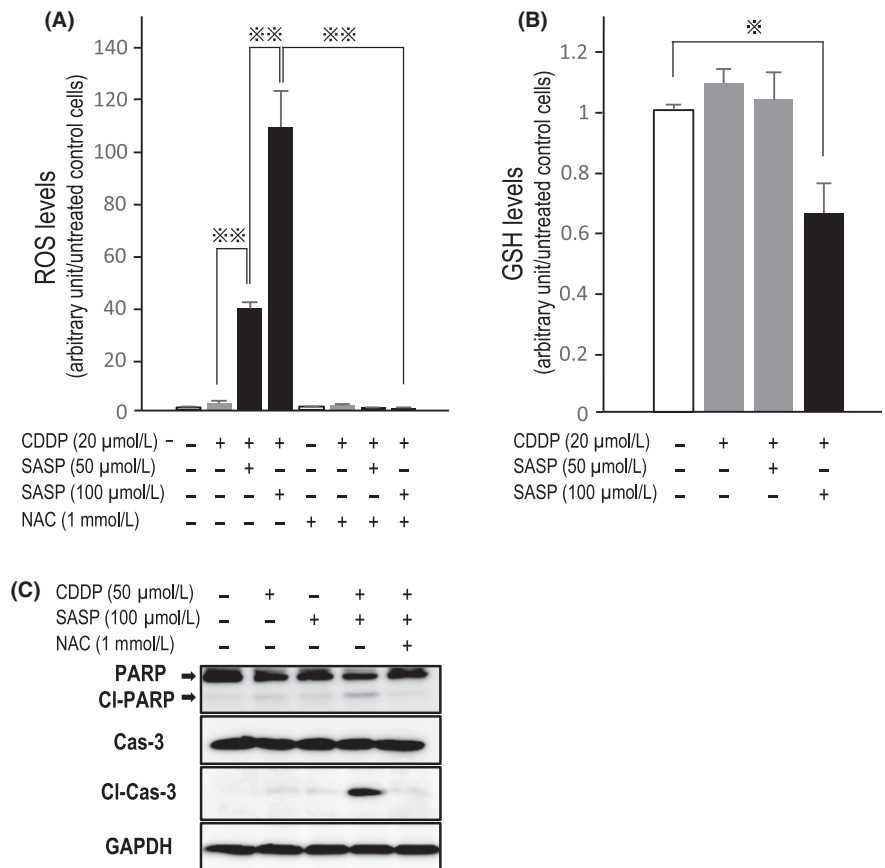 (A)
※※ ※※
※※
140
120
100
80
60
40
20
0
ROS levels
(arbitrary unit/untreated control cells)
CDDP (20 µmol/L) – – + + + – + + +
SASP (50 µmol/L) – – + – – – + –
SASP (100 µmol/L) – – – + – – – +
NAC (1 mmol/L) – – – – + + + +
(B)
※
1.2
1
0.8
0.6
0.4
0.2
0
GSH levels
(arbitrary unit/untreated control cells)
CDDP (20 µmol/L) – + + +
SASP (50 µmol/L) – – + –
SASP (100 µmol/L) – – – +
(C)
CDDP (50 µmol/L) – + – + +
SASP (100 µmol/L) – – + + +
NAC (1 mmol/L) – – – – +
PARP
Cl-PARP
Cas-3
Cl-Cas-3
GAPDH